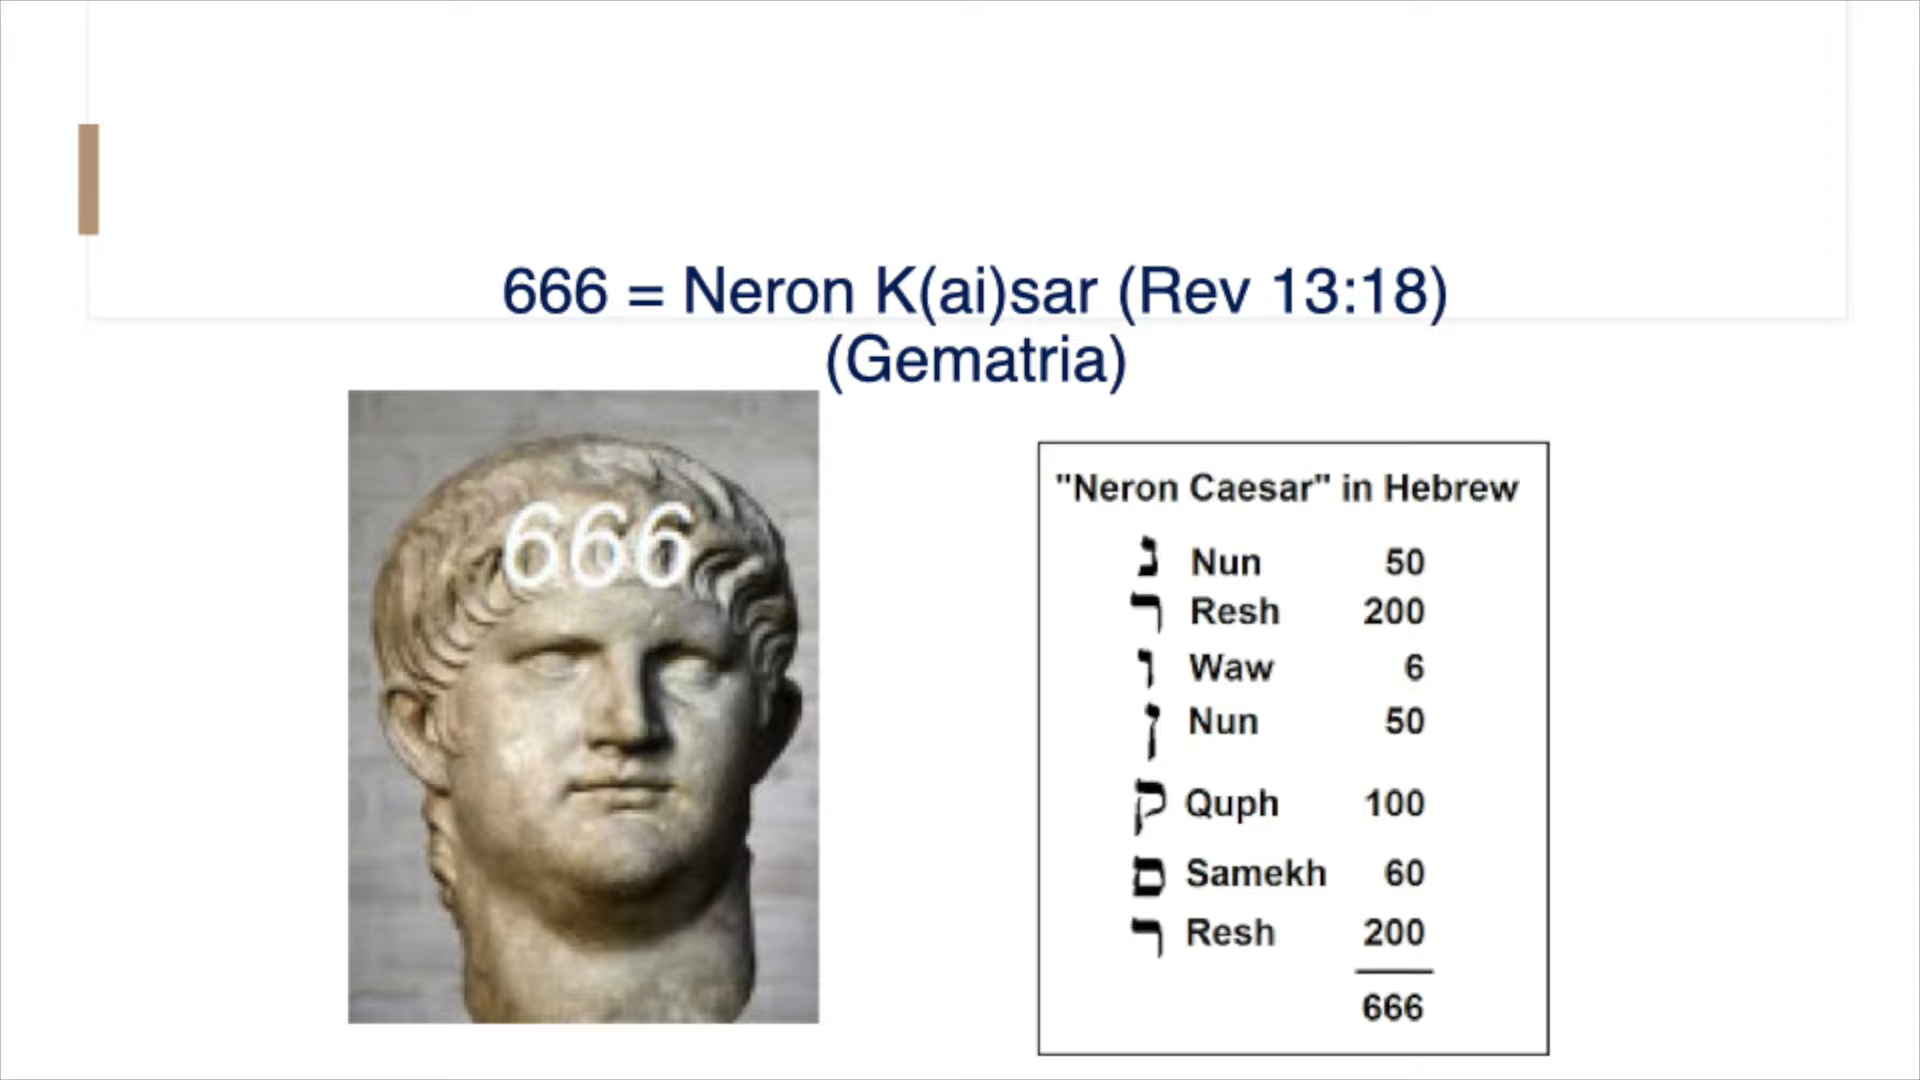 666 = Neron K(ai)sar (Rev 13:18)
(Gematria)
666
"Neron Caesar" in Hebrew
נ Nun 50
ר Resh 200
ו Waw 6
ן Nun 50
ק Quph 100
ם Samekh 60
ר Resh 200
666